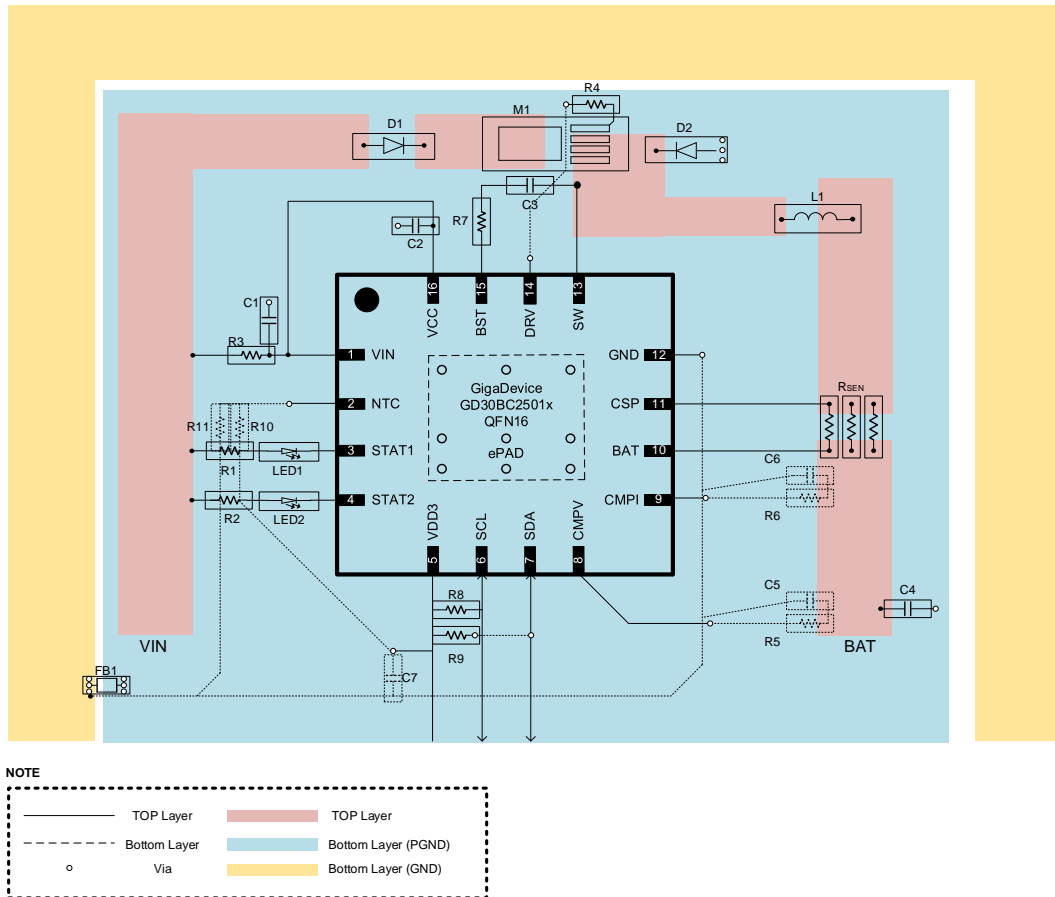 R4
M1
D1
D2
C3
R7
C2
L1
C1
R3
16
15
14
13
VCC
BST
DRV
SW
1
VIN
GND
12
2
NTC
CSP
11
3
STAT1
BAT
10
4
STAT2
CMPI
9
GigaDevice
GD30BC2501x
QFN16
ePAD
RSEN
R11
R10
R1
LED1
R2
LED2
C6
R6
VDD3
SCL
SDA
CMPV
5
6
7
8
R8
R9
C5
R5
C4
VIN
BAT
FB1
C7
NOTE
TOP Layer
TOP Layer
Bottom Layer
Bottom Layer (PGND)
Via
Bottom Layer (GND)